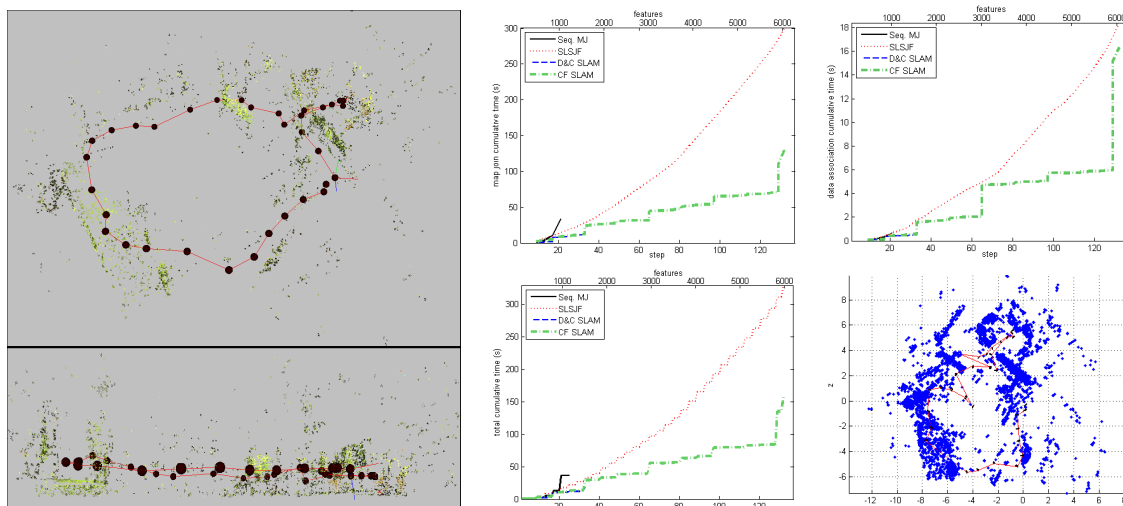 features
1000 2000 3000 4000 5000 6000
300
250
200
150
100
50
0
Seq. MJ
SLSJF
D&C SLAM
CF SLAM
map join cumulative time (s)
20 40 60 80 100 120
step
features
1000 2000 3000 4000 5000 6000
18
16
14
12
10
8
6
4
2
0
Seq. MJ
SLSJF
D&C SLAM
CF SLAM
data association cumulative time (s)
20 40 60 80 100 120
step
features
1000 2000 3000 4000 5000 6000
300
250
200
150
100
50
0
Seq. MJ
SLSJF
D&C SLAM
CF SLAM
total cumulative time (s)
20 40 60 80 100 120
step
8
6
4
2
0
-2
-4
-6
z
-12 -10 -8 -6 -4 -2 0 2 4 6 8